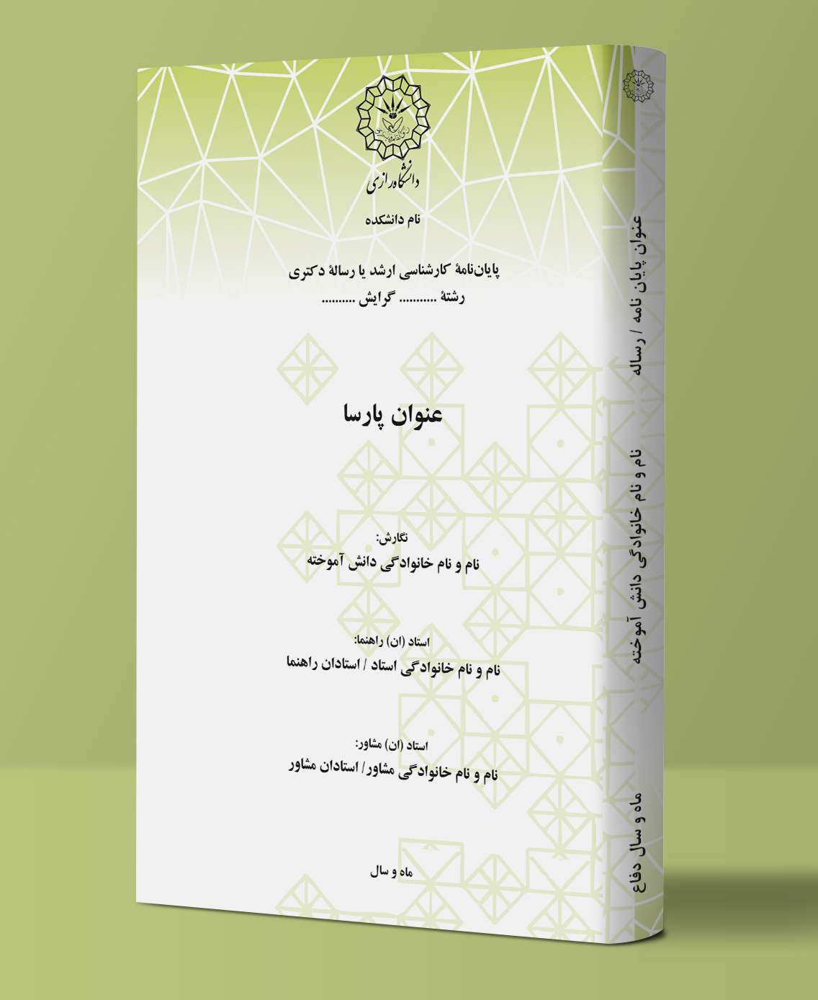 دانشگاه رازی
نام دانشکده
پایان‌نامهٔ کارشناسی ارشد یا رسالهٔ دکتری
رشتهٔ ........... گرایش ..........
عنوان پارسا
نگارش:
نام و نام خانوادگی دانش آموخته
استاد (ان) راهنما:
نام و نام خانوادگی استاد / استادان راهنما
استاد (ان) مشاور:
نام و نام خانوادگی مشاور/ استادان مشاور
ماه و سال
عنوان پایان نامه / رساله
نام و نام خانوادگی دانش آموخته
ماه و سال دفاع